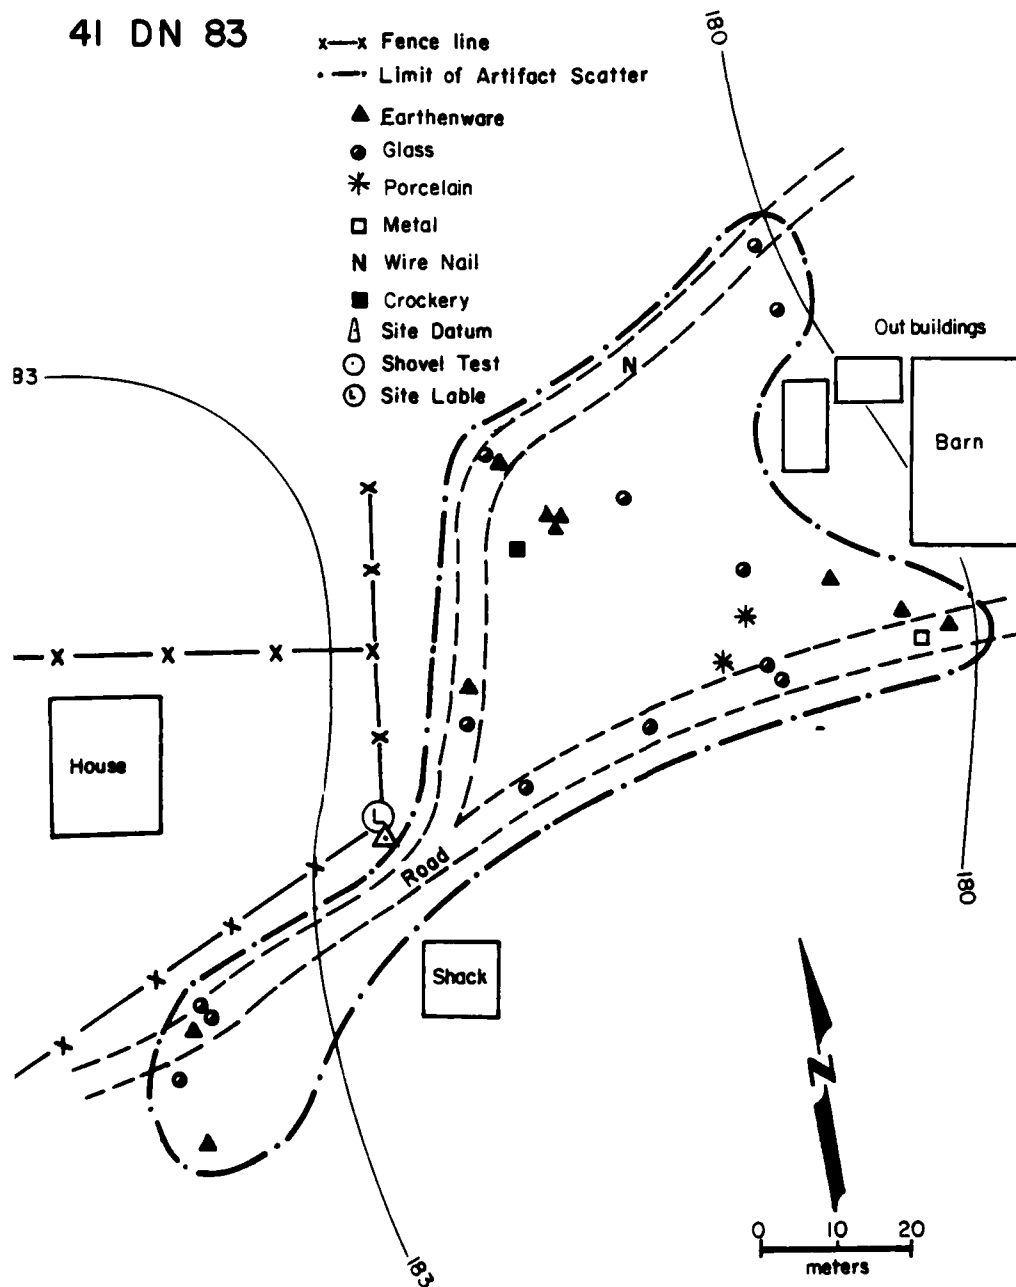 41 DN 83
x—x Fence line
Limit of Artifact Scatter
Earthenware
Glass
Porcelain
Metal
N Wire Nail
Crockery
Site Datum
Shovel Test
L Site Lable
180
Out buildings
83
N
Barn
House
L
Road
180
Shack
N
0 10 20
meters
183